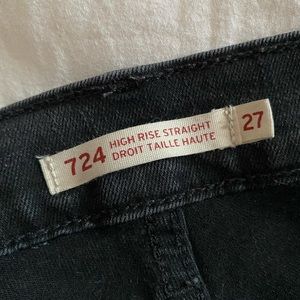 724 HIGH RISE STRAIGHT
DROIT TAILLE HAUTE
27